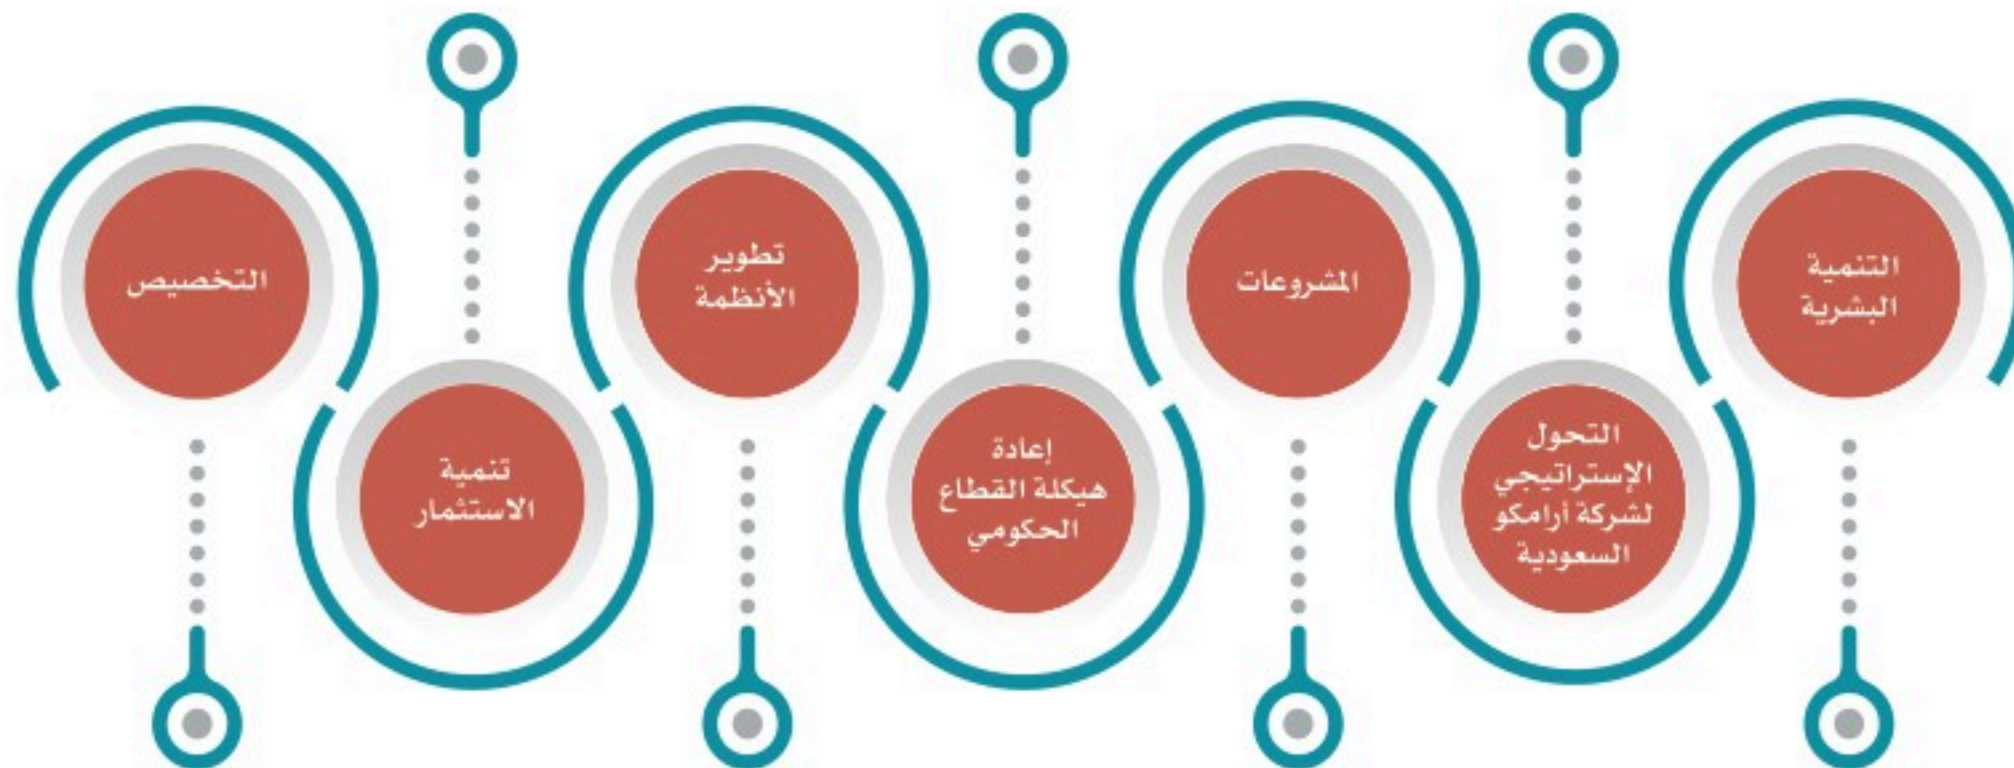 التنمية
البشرية
التحول
الإستراتيجي
لشركة أرامكو
السعودية
المشروعات
إعادة
هيكلة القطاع
الحكومي
تطوير
الأنظمة
تنمية
الاستثمار
التخصيص